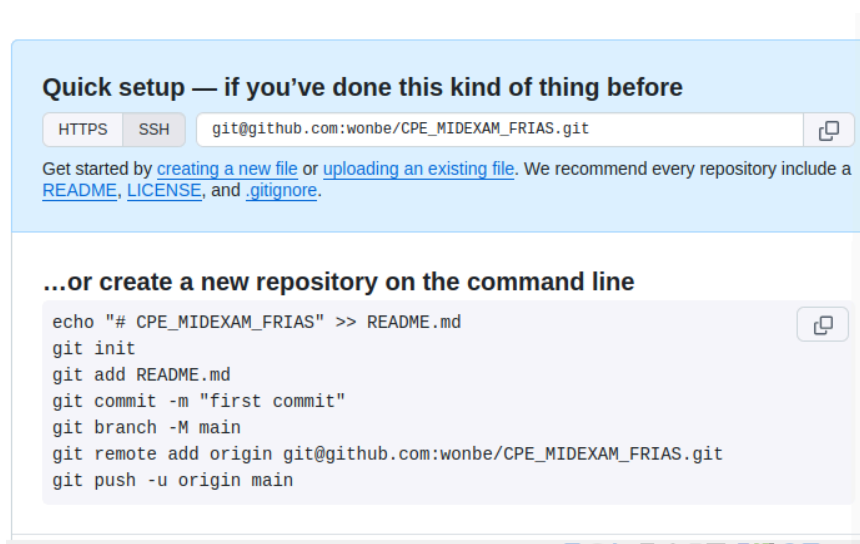 Quick setup — if you’ve done this kind of thing before
HTTPS SSH git@github.com:wonbe/CPE_MIDEXAM_FRIAS.git
Get started by creating a new file or uploading an existing file. We recommend every repository include a
README, LICENSE, and .gitignore.
…or create a new repository on the command line
echo "# CPE_MIDEXAM_FRIAS" >> README.md
git init
git add README.md
git commit -m "first commit"
git branch -M main
git remote add origin git@github.com:wonbe/CPE_MIDEXAM_FRIAS.git
git push -u origin main